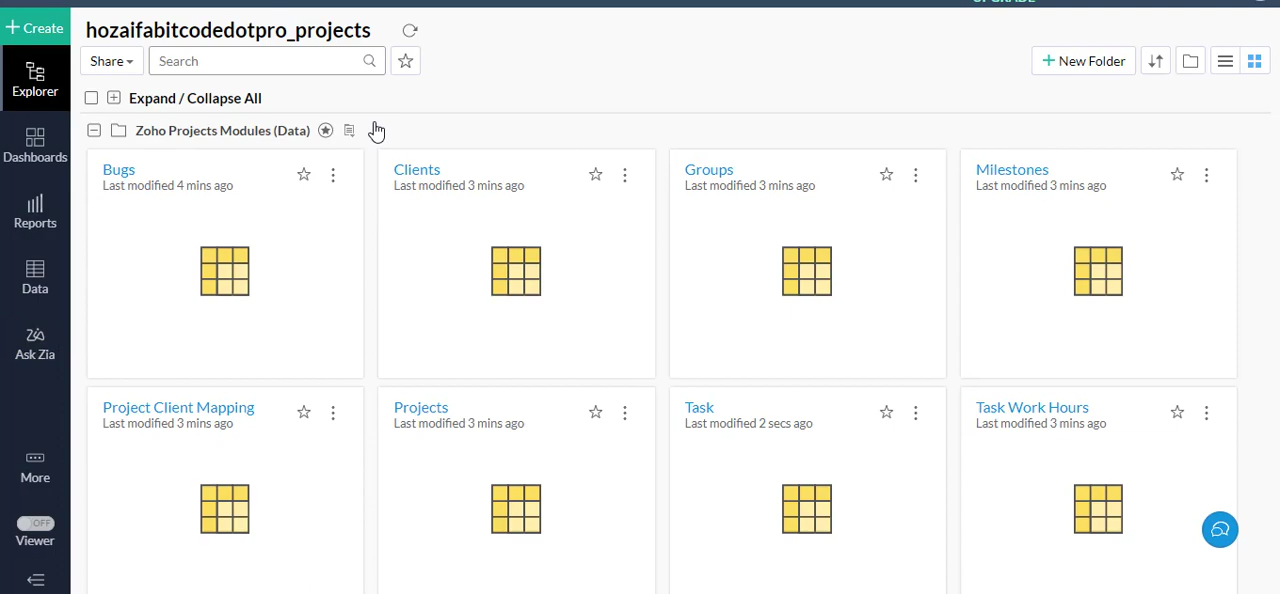 UPGRADE
+ Create
hozaifabitcodedotpro_projects
Share
Search
+ New Folder
Explorer
Expand / Collapse All
Zoho Projects Modules (Data)
Dashboards
Bugs
Last modified 4 mins ago
Clients
Last modified 3 mins ago
Groups
Last modified 3 mins ago
Milestones
Last modified 3 mins ago
Reports
Data
Ask Zia
Project Client Mapping
Last modified 3 mins ago
Projects
Last modified 3 mins ago
Task
Last modified 2 secs ago
Task Work Hours
Last modified 3 mins ago
More
OFF
Viewer